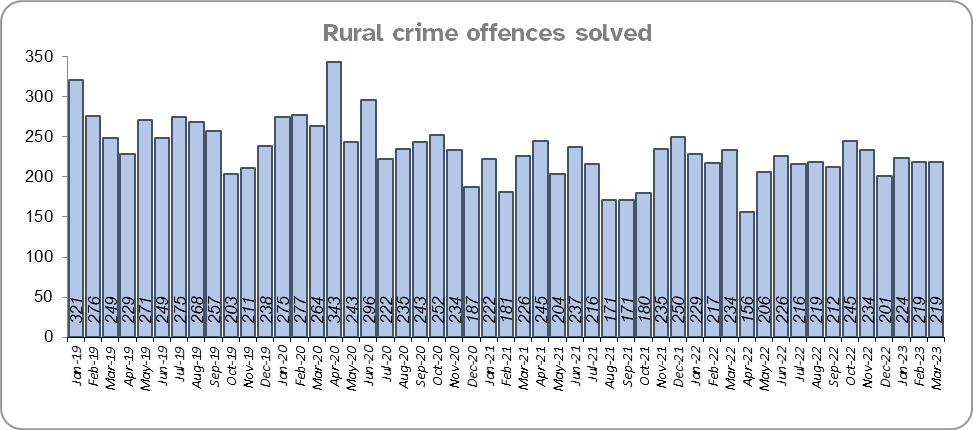 Rural crime offences solved
350
300
250
200
150
100
50
0
321 276 249 229 271 249 275 268 257 203 211 238 275 277 264 343 243 296 222 235 243 252 234 187 222 181 226 245 204 237 216 171 171 180 235 250 229 217 234 156 206 226 216 219 212 245 234 201 224 219 219
Jan-19 Feb-19 Mar-19 Apr-19 May-19 Jun-19 Jul-19 Aug-19 Sep-19 Oct-19 Nov-19 Dec-19 Jan-20 Feb-20 Mar-20 Apr-20 May-20 Jun-20 Jul-20 Aug-20 Sep-20 Oct-20 Nov-20 Dec-20 Jan-21 Feb-21 Mar-21 Apr-21 May-21 Jun-21 Jul-21 Aug-21 Sep-21 Oct-21 Nov-21 Dec-21 Jan-22 Feb-22 Mar-22 Apr-22 May-22 Jun-22 Jul-22 Aug-22 Sep-22 Oct-22 Nov-22 Dec-22 Jan-23 Feb-23 Mar-23